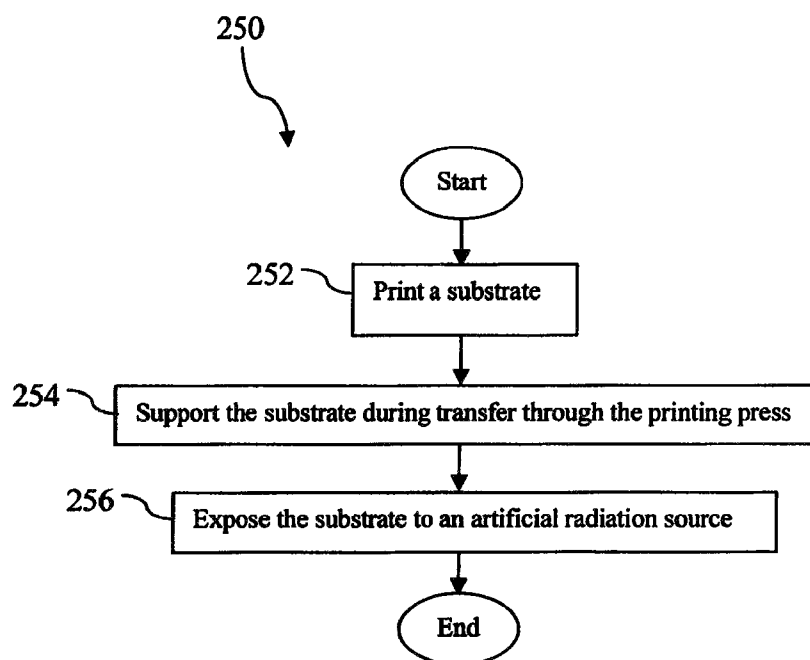 250
Start
252
Print a substrate
254
Support the substrate during transfer through the printing press
256
Expose the substrate to an artificial radiation source
End